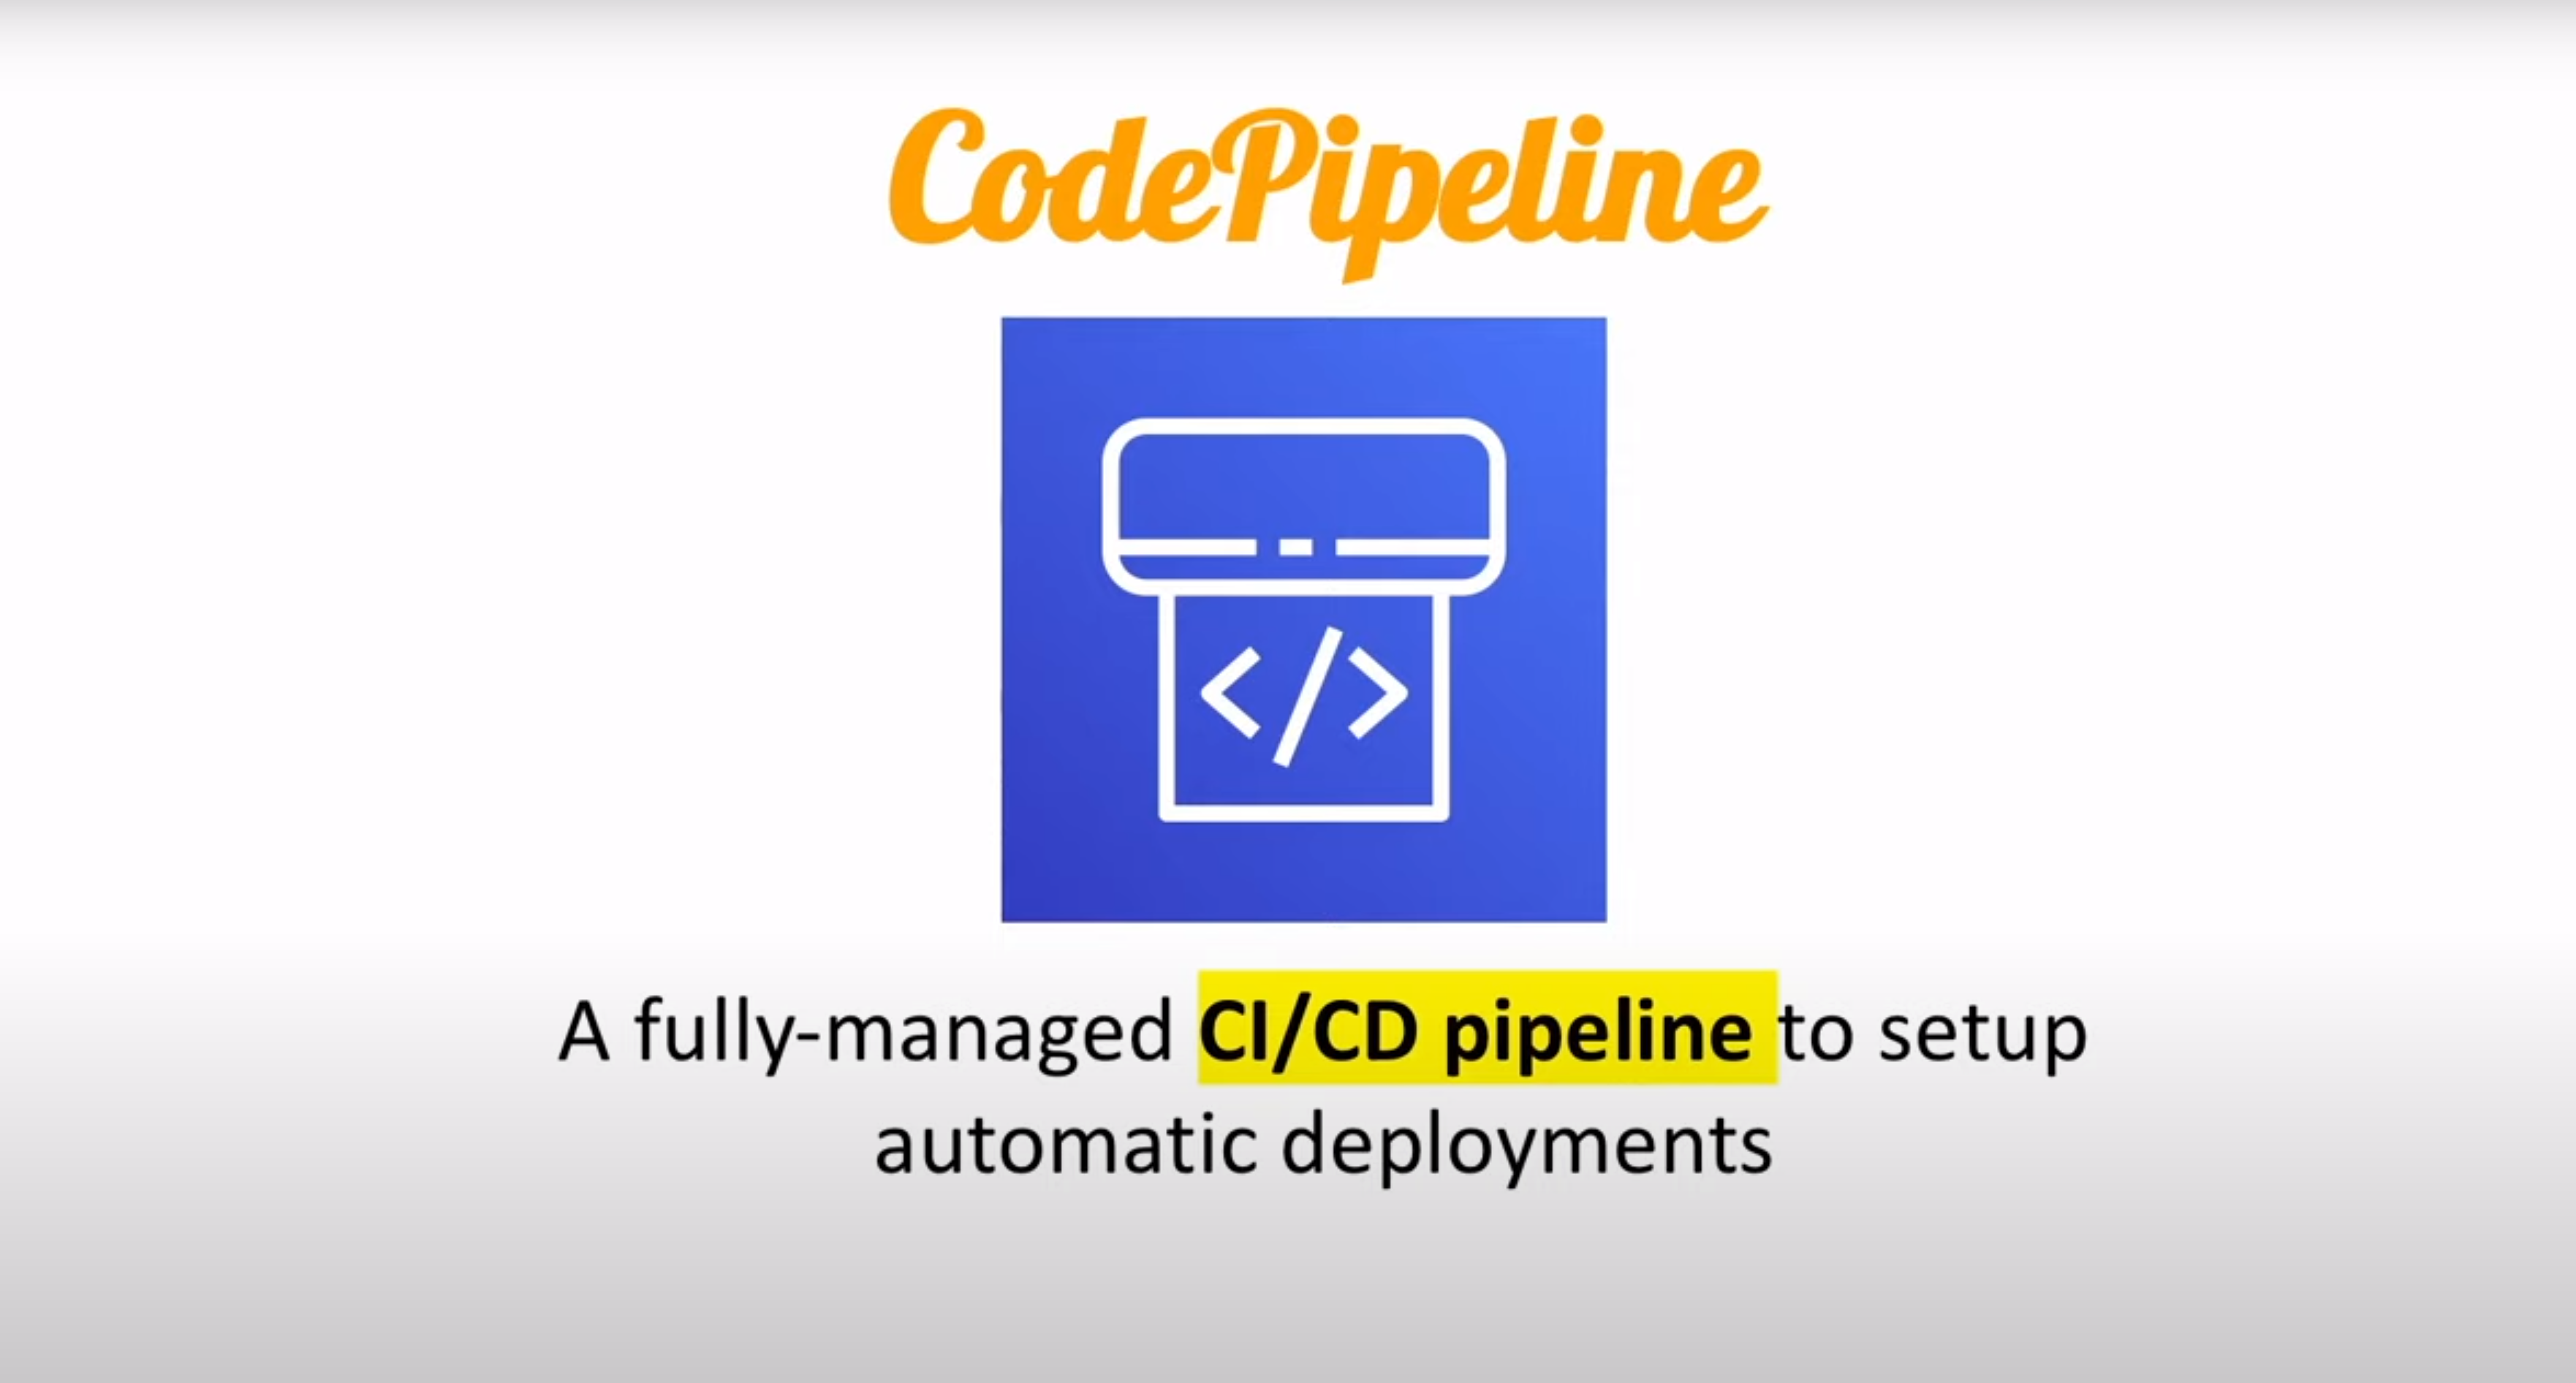 CodePipeline
</>
A fully-managed CI/CD pipeline to setup
automatic deployments